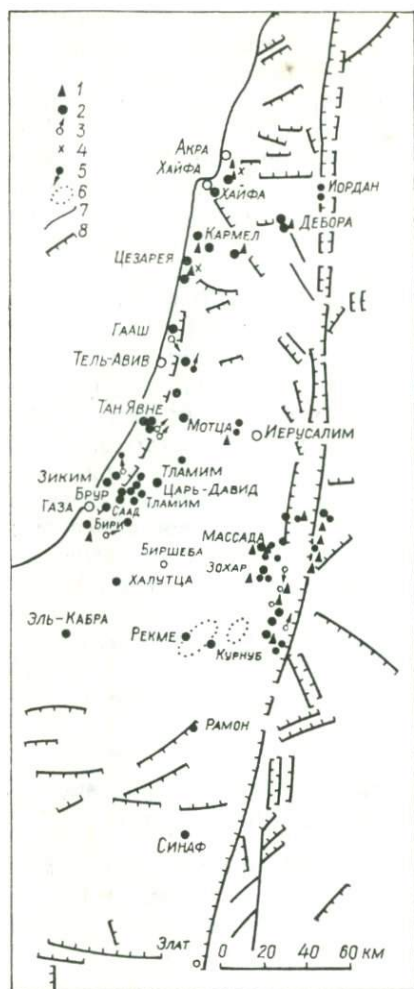 1
2
3
4
5
6
7
8
АКРА
ХАЙФА
ХАЙФА
ИОРДАН
ДЕБОРА
КАРМЕЛ
ЦЕЗАРЕЯ
ГААШ
ТЕЛЬ-АВИВ
ТАН ЯВНЕ
МОТЦА
ИЕРУСАЛИМ
ЗИКИМ
ТЛАМИМ
БРУР
ЦАРЬ-ДАВИД
СААД
ТЛАМИМ
ГАЗА
БИРИ
МАССАДА
БИРШЕБА
ЗОХАР
ХАЛУТЦА
ЭЛЬ-КАБРА
РЕКМЕ
КУРНУБ
РАМОН
СИНАФ
ЭЛАТ
0 20 40 60 КМ